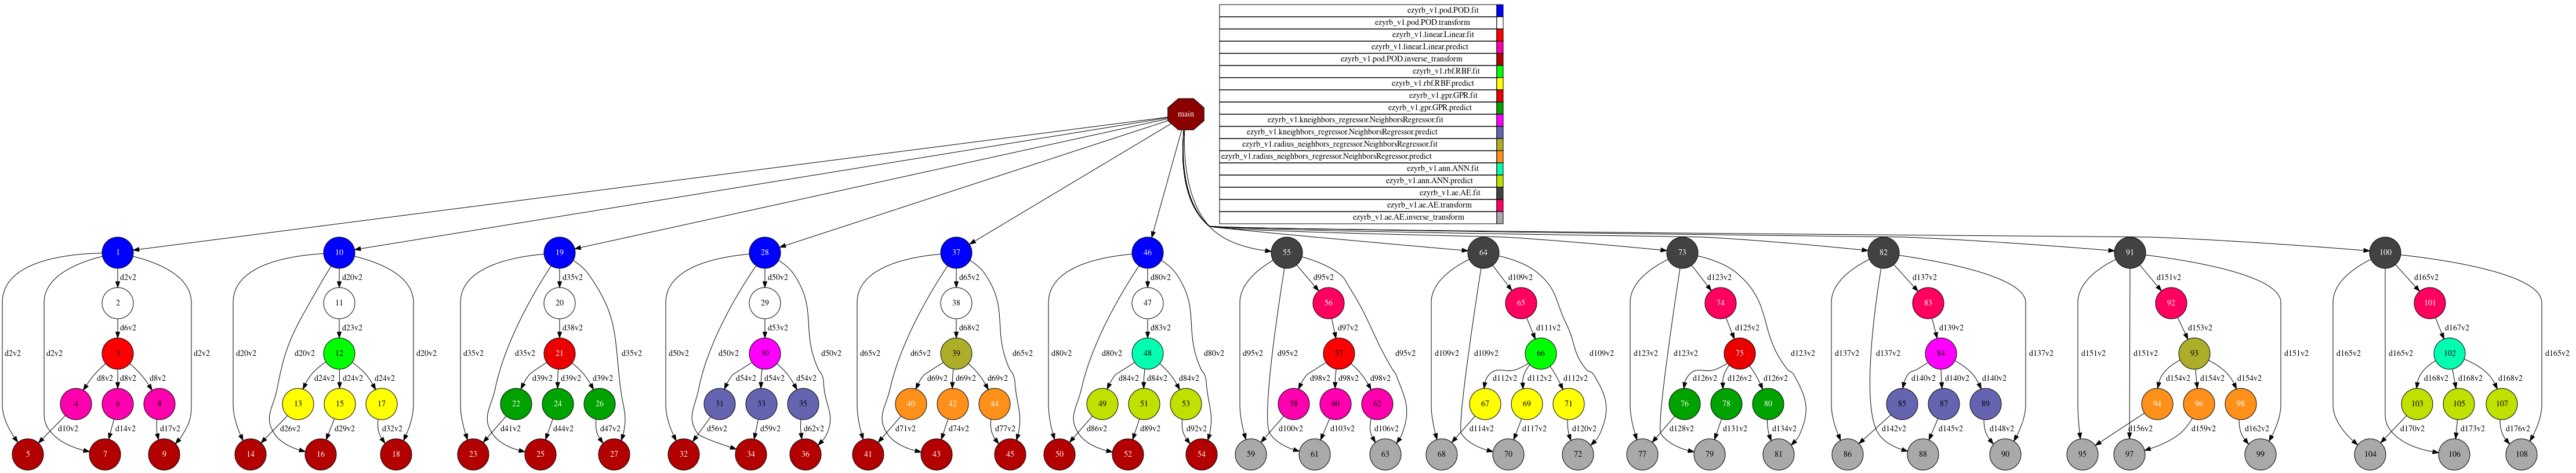 ezyrb_v1.pod.POD.fit
ezyrb_v1.pod.POD.transform
ezyrb_v1.linear.Linear.fit
ezyrb_v1.linear.Linear.predict
ezyrb_v1.pod.POD.inverse_transform
ezyrb_v1.rbf.RBF.fit
ezyrb_v1.rbf.RBF.predict
ezyrb_v1.gpr.GPR.fit
ezyrb_v1.gpr.GPR.predict
ezyrb_v1.kneighbors_regressor.NeighborsRegressor.fit
ezyrb_v1.kneighbors_regressor.NeighborsRegressor.predict
ezyrb_v1.radius_neighbors_regressor.NeighborsRegressor.fit
ezyrb_v1.radius_neighbors_regressor.NeighborsRegressor.predict
ezyrb_v1.ann.ANN.fit
ezyrb_v1.ann.ANN.predict
ezyrb_v1.ae.AE.fit
ezyrb_v1.ae.AE.transform
ezyrb_v1.ae.AE.inverse_transform
main
1 10 19 28 37 46 55 64 73 82 91 100
d2v2 d20v2 d35v2 d50v2 d65v2 d80v2 d95v2 d109v2 d123v2 d137v2 d151v2 d165v2
2 11 20 29 38 47 56 65 74 83 92 101
d6v2 d23v2 d38v2 d53v2 d68v2 d83v2 d97v2 d111v2 d125v2 d139v2 d153v2 d167v2
d2v2 d2v2 3 d2v2 d20v2 d20v2 12 d20v2 d35v2 d35v2 21 d35v2 d50v2 d50v2 30 d50v2 d65v2 d65v2 39 d65v2 d80v2 d80v2 48 d80v2 d95v2 d95v2 57 d95v2 d109v2 d109v2 66 d109v2 d123v2 d123v2 75 d123v2 d137v2 d137v2 84 d137v2 d151v2 d151v2 93 d151v2 d165v2 d165v2 102 d165v2
d8v2 d8v2 d8v2 d24v2 d24v2 d24v2 d39v2 d39v2 d39v2 d54v2 d54v2 d54v2 d69v2 d69v2 d69v2 d84v2 d84v2 d84v2 d98v2 d98v2 d98v2 d112v2 d112v2 d112v2 d126v2 d126v2 d126v2 d140v2 d140v2 d140v2 d154v2 d154v2 d154v2 d168v2 d168v2 d168v2
4 6 8 13 15 17 22 24 26 31 33 35 40 42 44 49 51 53 58 60 62 67 69 71 76 78 80 85 87 89 94 96 98 103 105 107
d10v2 d14v2 d17v2 d26v2 d29v2 d32v2 d41v2 d44v2 d47v2 d56v2 d59v2 d62v2 d71v2 d74v2 d77v2 d86v2 d89v2 d92v2 d100v2 d103v2 d106v2 d114v2 d117v2 d120v2 d128v2 d131v2 d134v2 d142v2 d145v2 d148v2 d156v2 d159v2 d162v2 d170v2 d173v2 d176v2
5 7 9 14 16 18 23 25 27 32 34 36 41 43 45 50 52 54 59 61 63 68 70 72 77 79 81 86 88 90 95 97 99 104 106 108